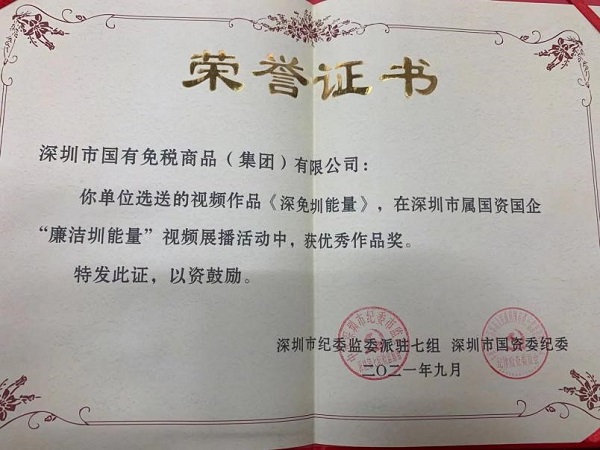 荣誉证书
深圳市国有免税商品（集团）有限公司：
你单位选送的视频作品《深免圳能量》，在深圳市属国资国企
“廉洁圳能量”视频展播活动中，获优秀作品奖。
特发此证，以资鼓励。
深圳市纪委监委派驻七组 深圳市国资委纪委
二〇二一年九月